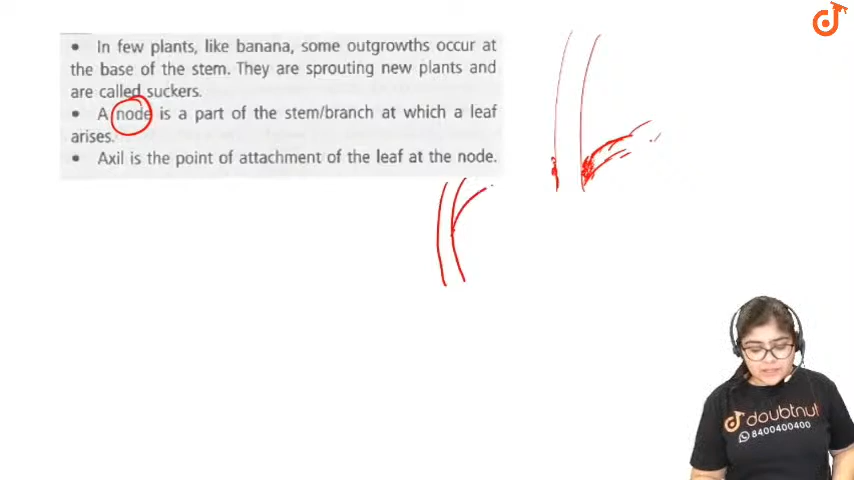 • In few plants, like banana, some outgrowths occur at
the base of the stem. They are sprouting new plants and
are called suckers.
• A node is a part of the stem/branch at which a leaf
arises.
• Axil is the point of attachment of the leaf at the node.
doubtnut
8400400400